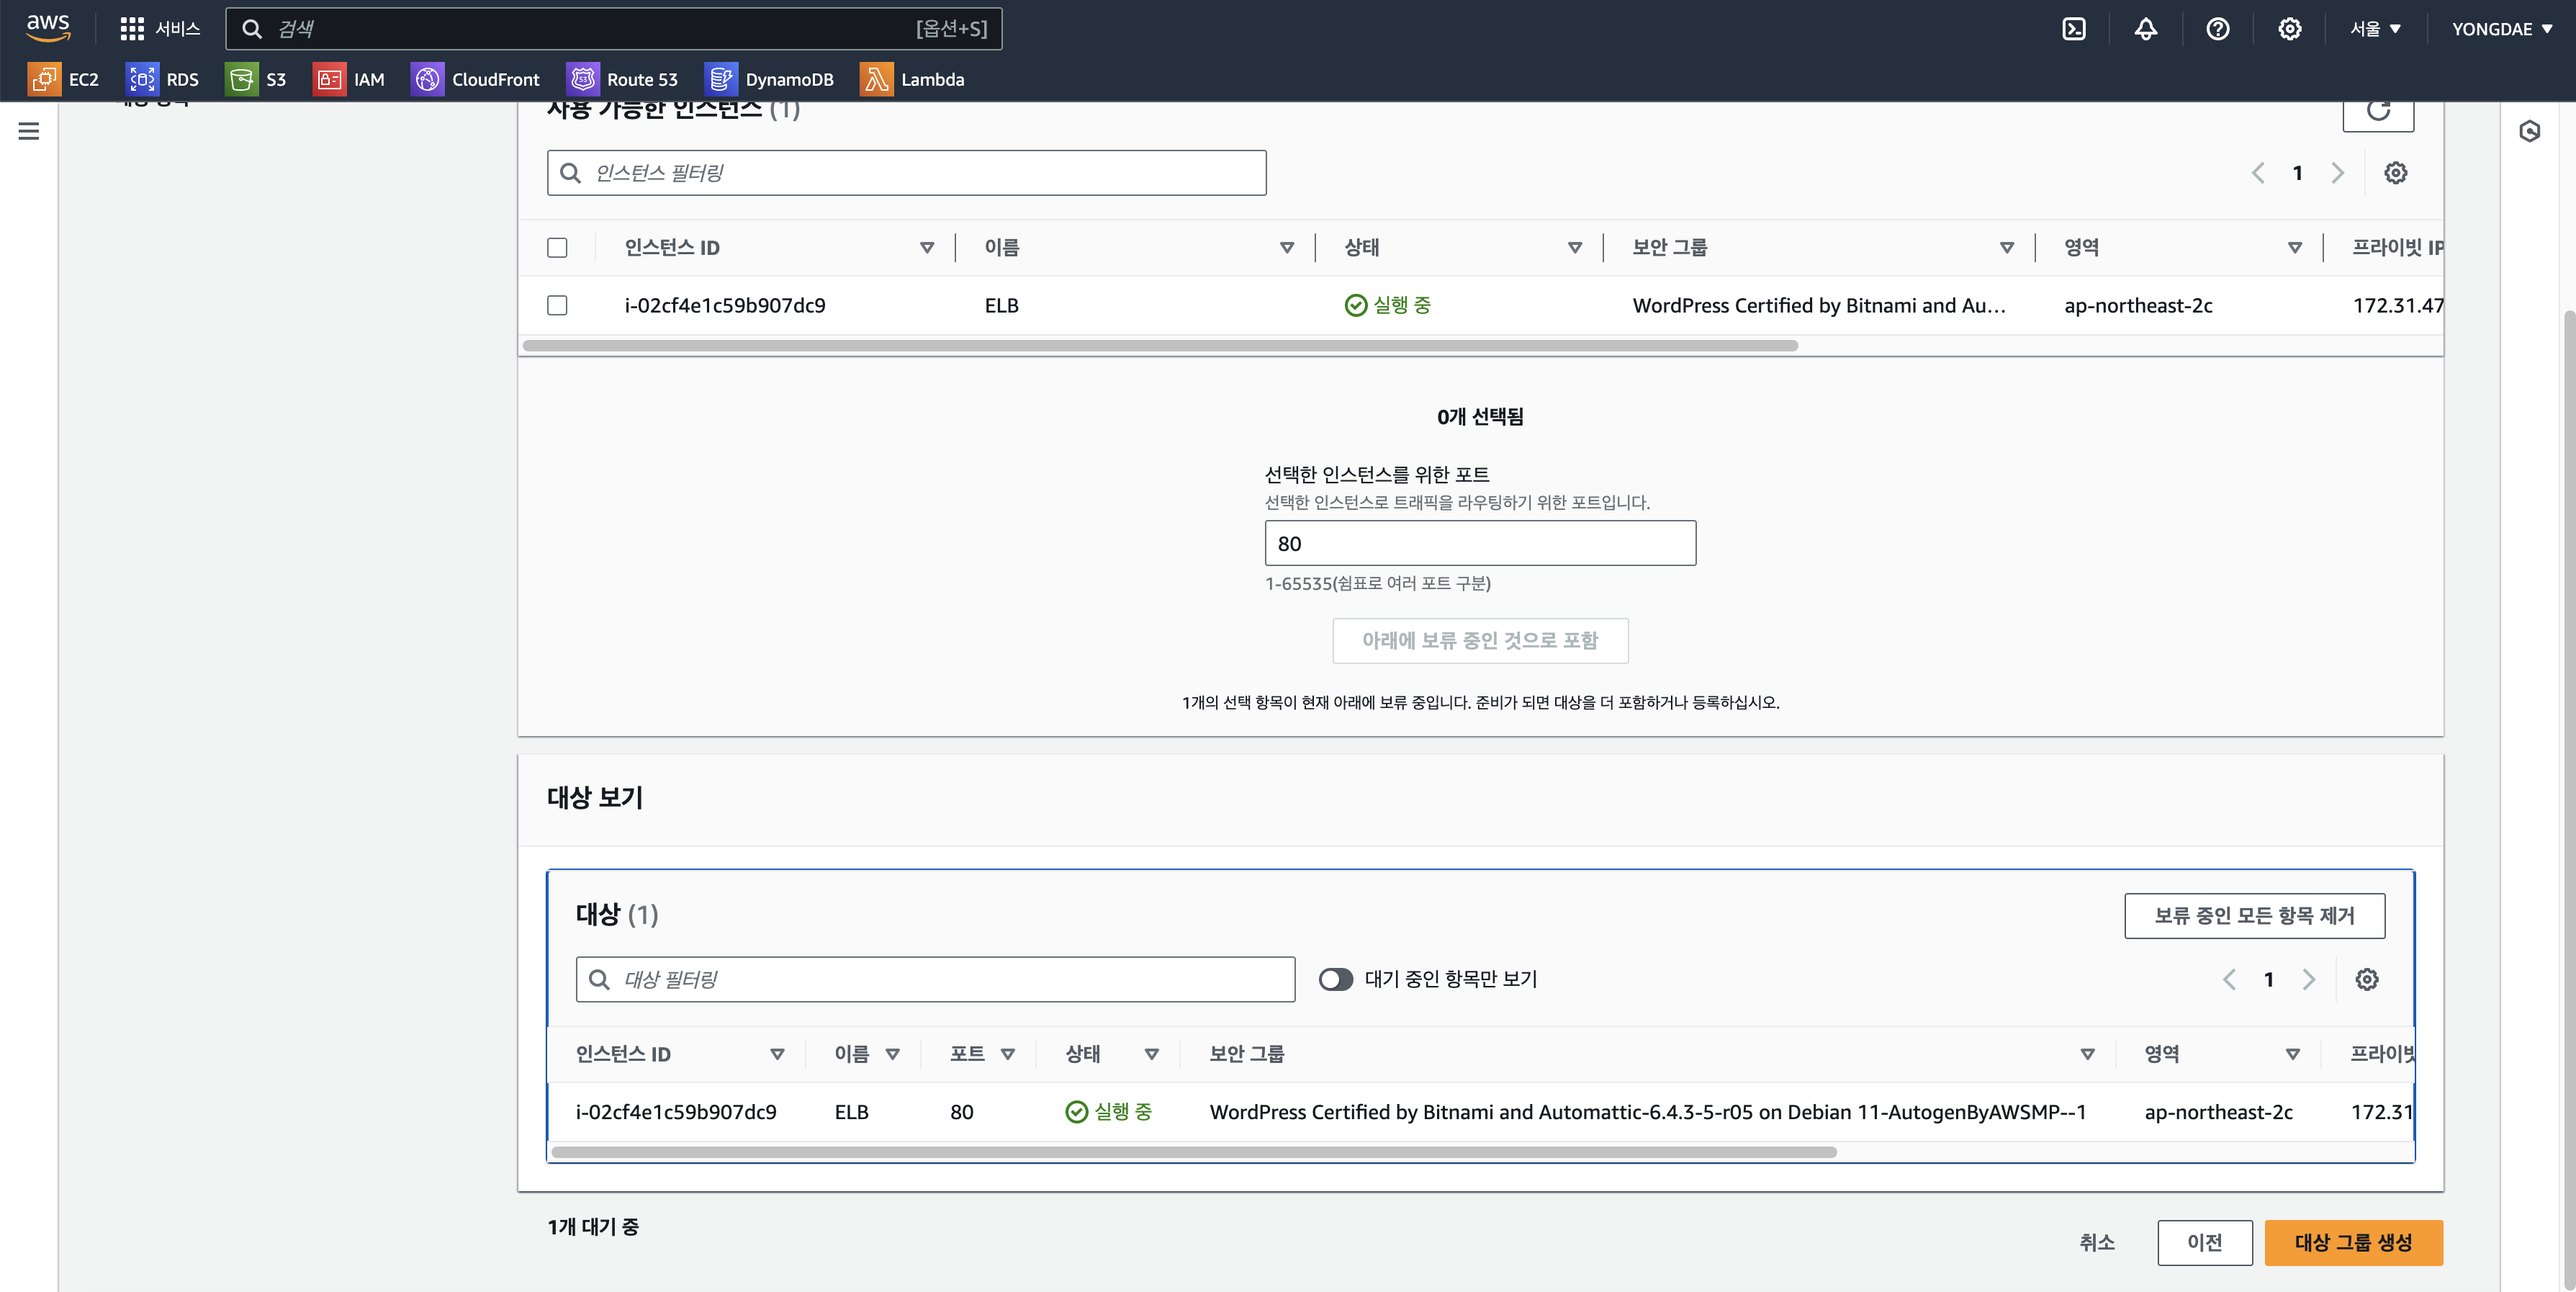 aws
서비스
검색
[옵션+S]
서울
YONGDAE
EC2
RDS
S3
IAM
CloudFront
Route 53
DynamoDB
Lambda
사용 가능한 인스턴스 (1)
인스턴스 필터링
1
인스턴스 ID 이름 상태 보안 그룹 영역 프라이빗 IP
i-02cf4e1c59b907dc9 ELB 실행 중 WordPress Certified by Bitnami and Au... ap-northeast-2c 172.31.47
0개 선택됨
선택한 인스턴스를 위한 포트
선택한 인스턴스로 트래픽을 라우팅하기 위한 포트입니다.
80
1-65535(쉼표로 여러 포트 구분)
아래에 보류 중인 것으로 포함
1개의 선택 항목이 현재 아래에 보류 중입니다. 준비가 되면 대상을 더 포함하거나 등록하십시오.
대상 보기
대상 (1)
보류 중인 모든 항목 제거
대상 필터링
대기 중인 항목만 보기
1
인스턴스 ID 이름 포트 상태 보안 그룹 영역 프라이빗
i-02cf4e1c59b907dc9 ELB 80 실행 중 WordPress Certified by Bitnami and Automattic-6.4.3-5-r05 on Debian 11-AutogenByAWSMP--1 ap-northeast-2c 172.31
1개 대기 중
취소
이전
대상 그룹 생성